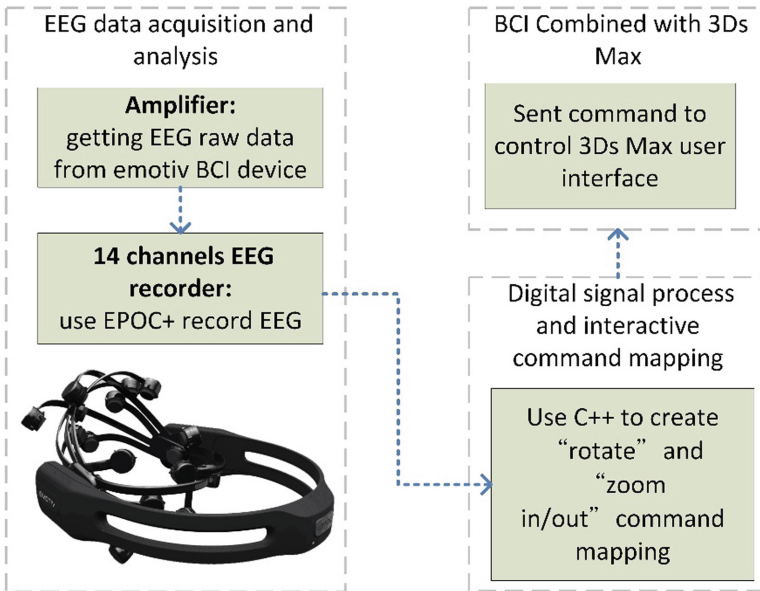 EEG data acquisition and
analysis
Amplifier:
getting EEG raw data
from emotiv BCI device
14 channels EEG
recorder:
use EPOC+ record EEG
EMOTIV
BCI Combined with 3Ds
Max
Sent command to
control 3Ds Max user
interface
Digital signal process
and interactive
command mapping
Use C++ to create
“rotate” and
“zoom
in/out” command
mapping